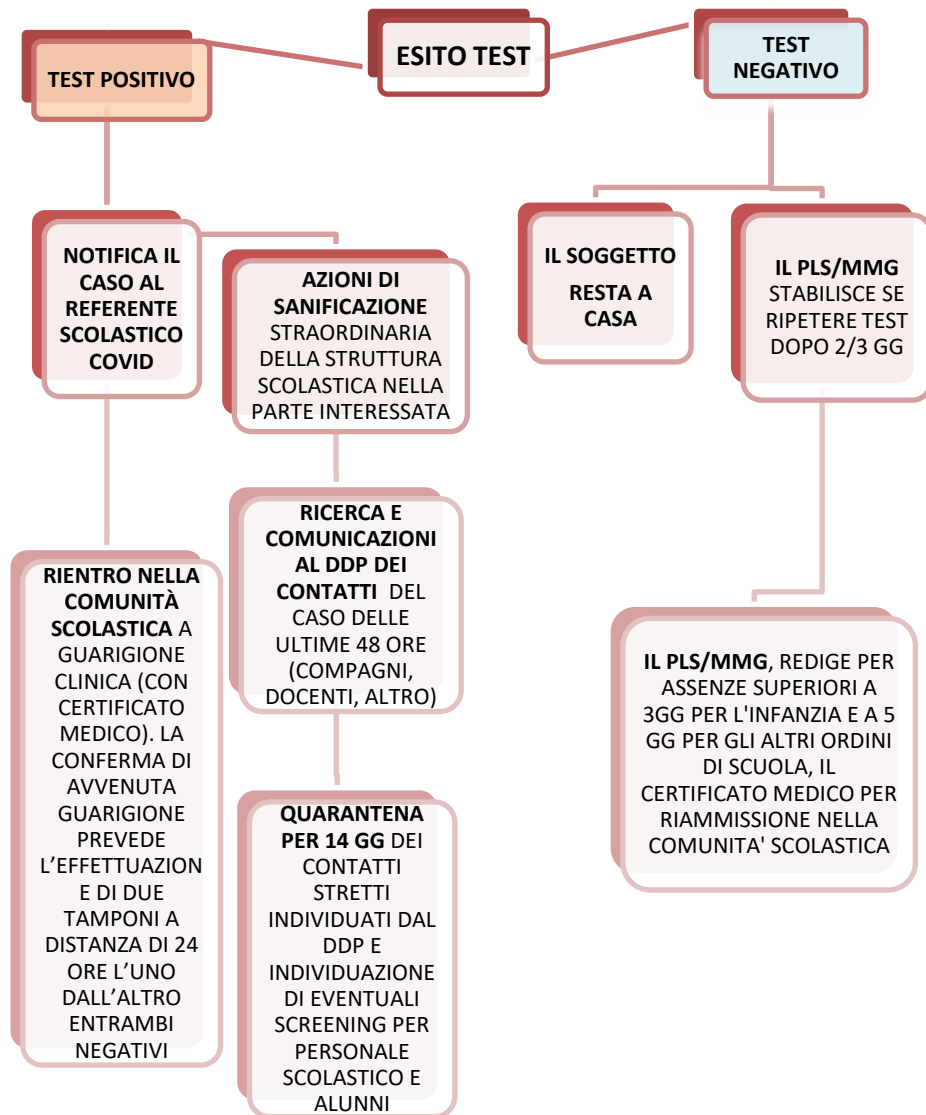 ESITO TEST
TEST POSITIVO
TEST
NEGATIVO
NOTIFICA IL
CASO AL
REFERENTE
SCOLASTICO
COVID
AZIONI DI
SANIFICAZIONE
STRAORDINARIA
DELLA STRUTTURA
SCOLASTICA NELLA
PARTE INTERESSATA
IL SOGGETTO
RESTA A
CASA
IL PLS/MMG
STABILISCE SE
RIPETERE TEST
DOPO 2/3 GG
RIENTRO NELLA
COMUNITÀ
SCOLASTICA A
GUARIGIONE
CLINICA (CON
CERTIFICATO
MEDICO). LA
CONFERMA DI
AVVENUTA
GUARIGIONE
PREVEDE
L’EFFETTUAZION
E DI DUE
TAMPONI A
DISTANZA DI 24
ORE L’UNO
DALL’ALTRO
ENTRAMBI
NEGATIVI
RICERCA E
COMUNICAZIONI
AL DDP DEI
CONTATTI DEL
CASO DELLE
ULTIME 48 ORE
(COMPAGNI,
DOCENTI, ALTRO)
QUARANTENA
PER 14 GG DEI
CONTATTI
STRETTI
INDIVIDUATI DAL
DDP E
INDIVIDUAZIONE
DI EVENTUALI
SCREENING PER
PERSONALE
SCOLASTICO E
ALUNNI
IL PLS/MMG, REDIGE PER
ASSENZE SUPERIORI A
3GG PER L'INFANZIA E A 5
GG PER GLI ALTRI ORDINI
DI SCUOLA, IL
CERTIFICATO MEDICO PER
RIAMMISSIONE NELLA
COMUNITA' SCOLASTICA